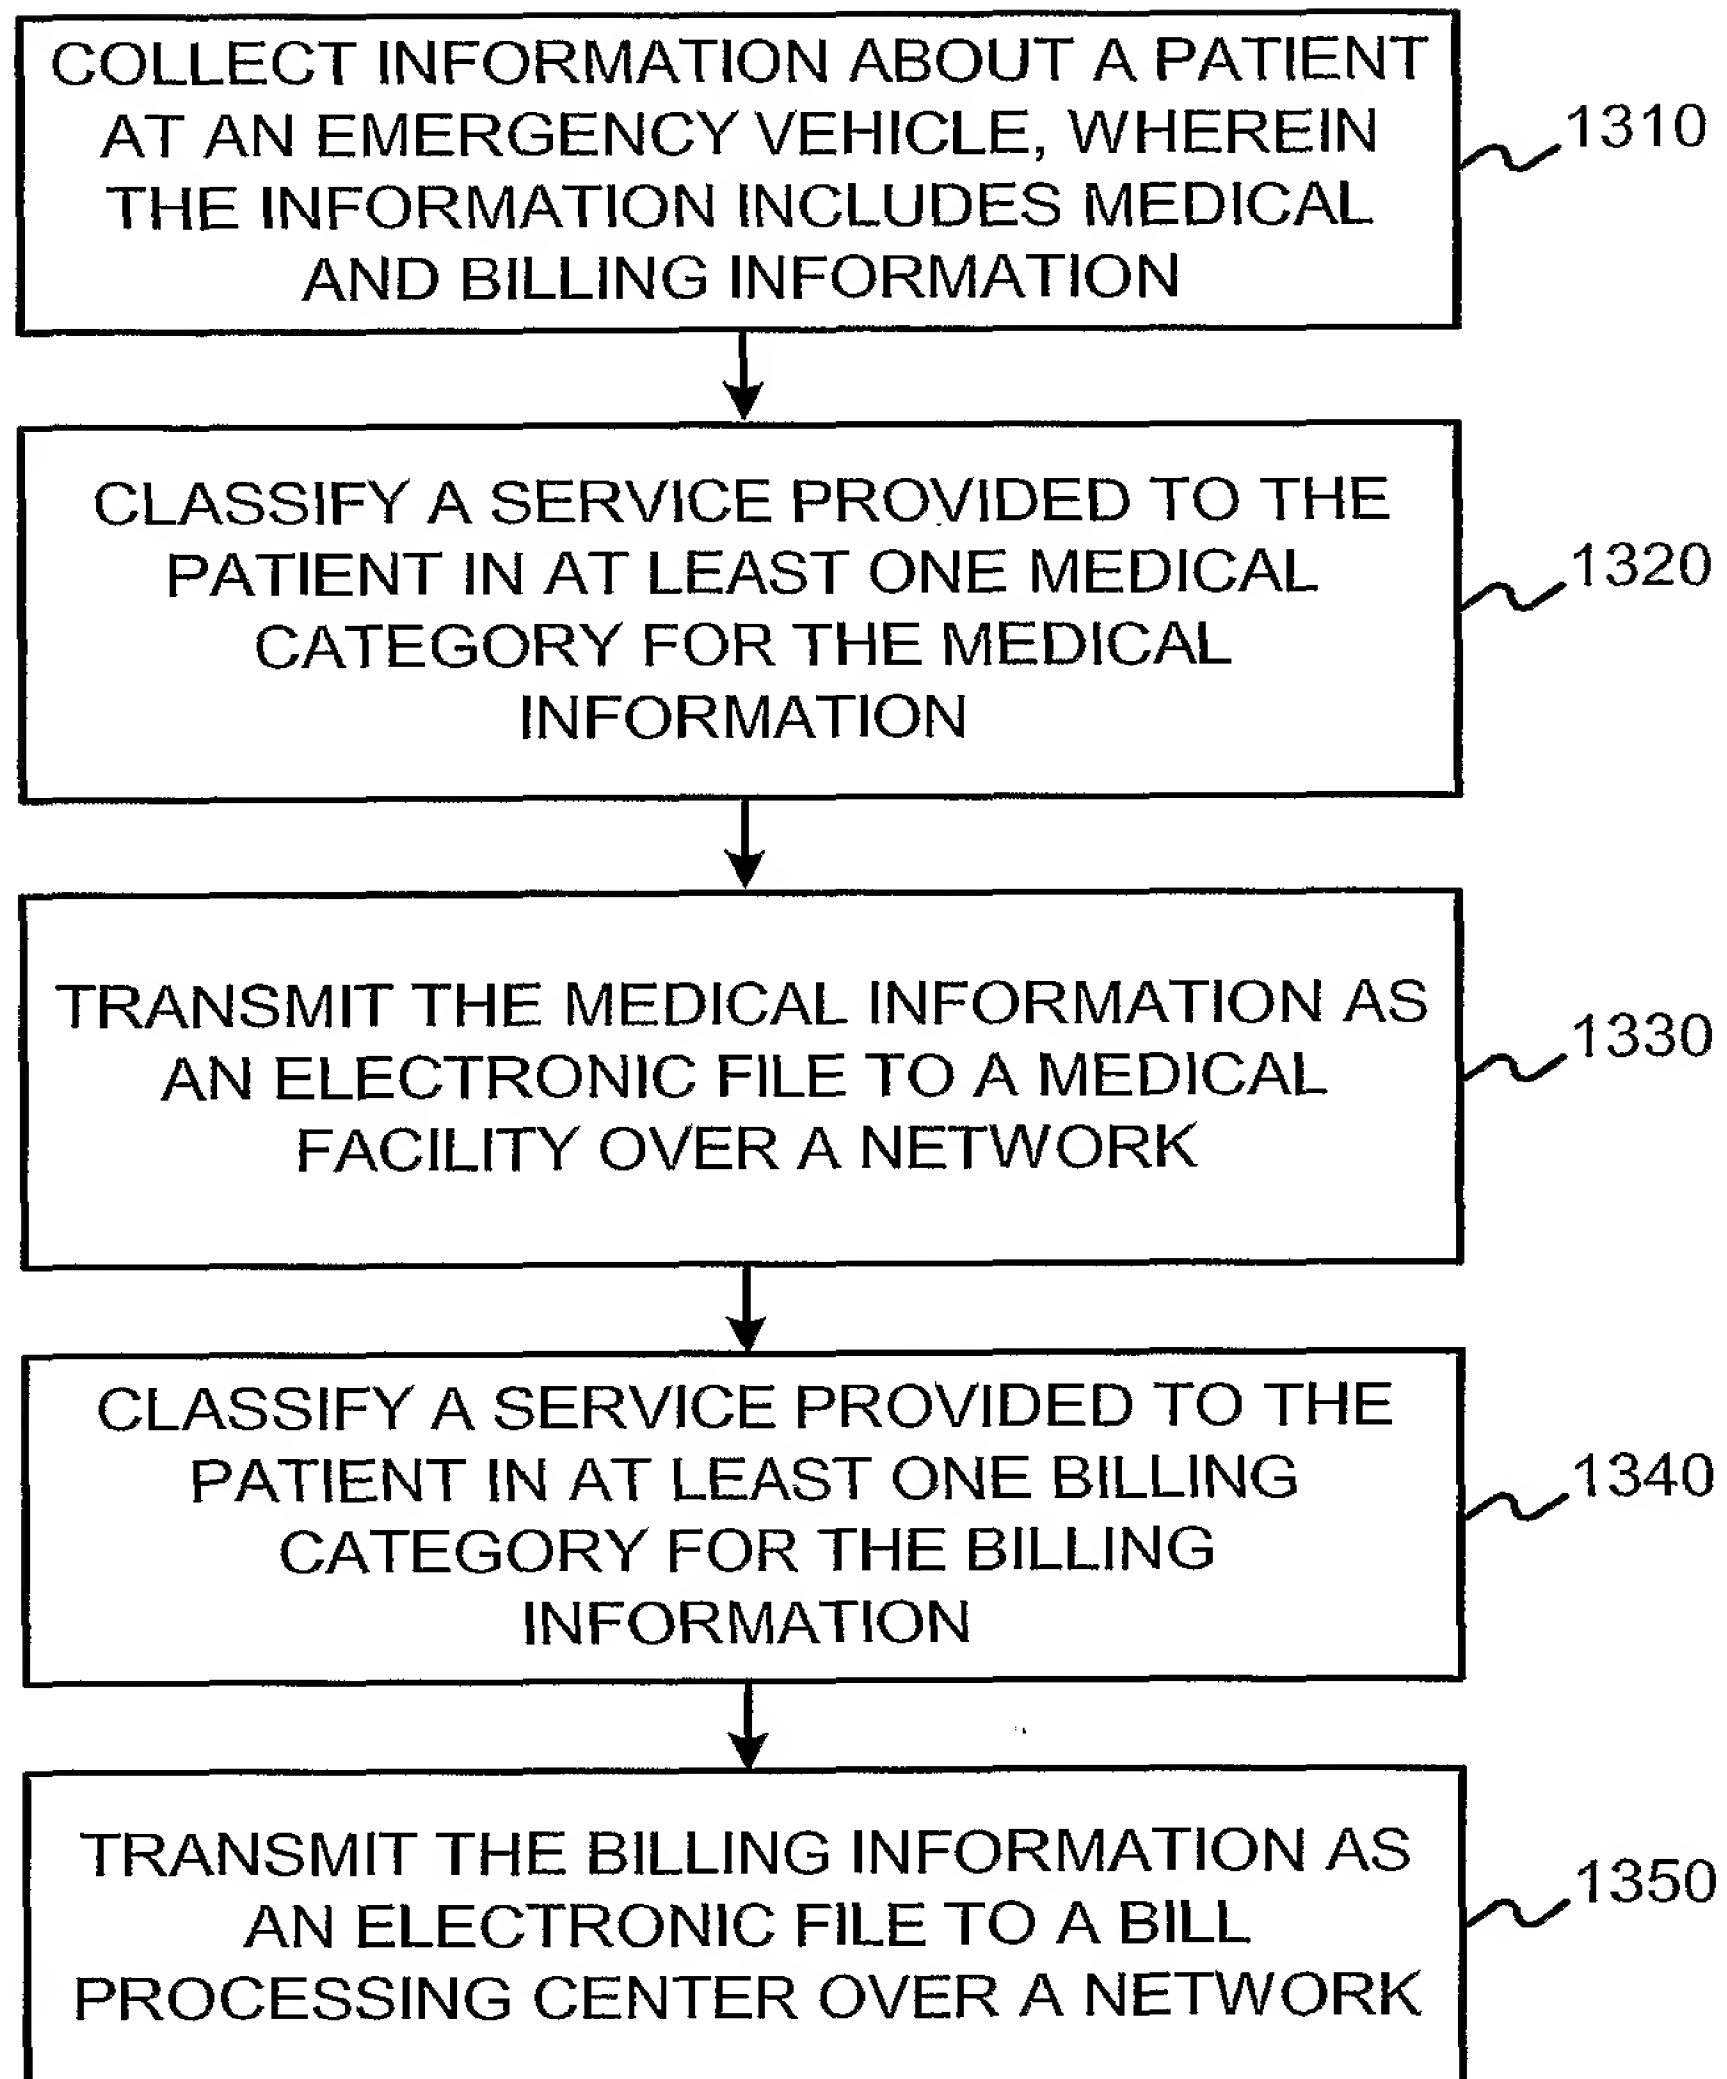 COLLECT INFORMATION ABOUT A PATIENT
AT AN EMERGENCY VEHICLE, WHEREIN
THE INFORMATION INCLUDES MEDICAL
AND BILLING INFORMATION
1310
CLASSIFY A SERVICE PROVIDED TO THE
PATIENT IN AT LEAST ONE MEDICAL
CATEGORY FOR THE MEDICAL
INFORMATION
1320
TRANSMIT THE MEDICAL INFORMATION AS
AN ELECTRONIC FILE TO A MEDICAL
FACILITY OVER A NETWORK
1330
CLASSIFY A SERVICE PROVIDED TO THE
PATIENT IN AT LEAST ONE BILLING
CATEGORY FOR THE BILLING
INFORMATION
1340
TRANSMIT THE BILLING INFORMATION AS
AN ELECTRONIC FILE TO A BILL
PROCESSING CENTER OVER A NETWORK
1350